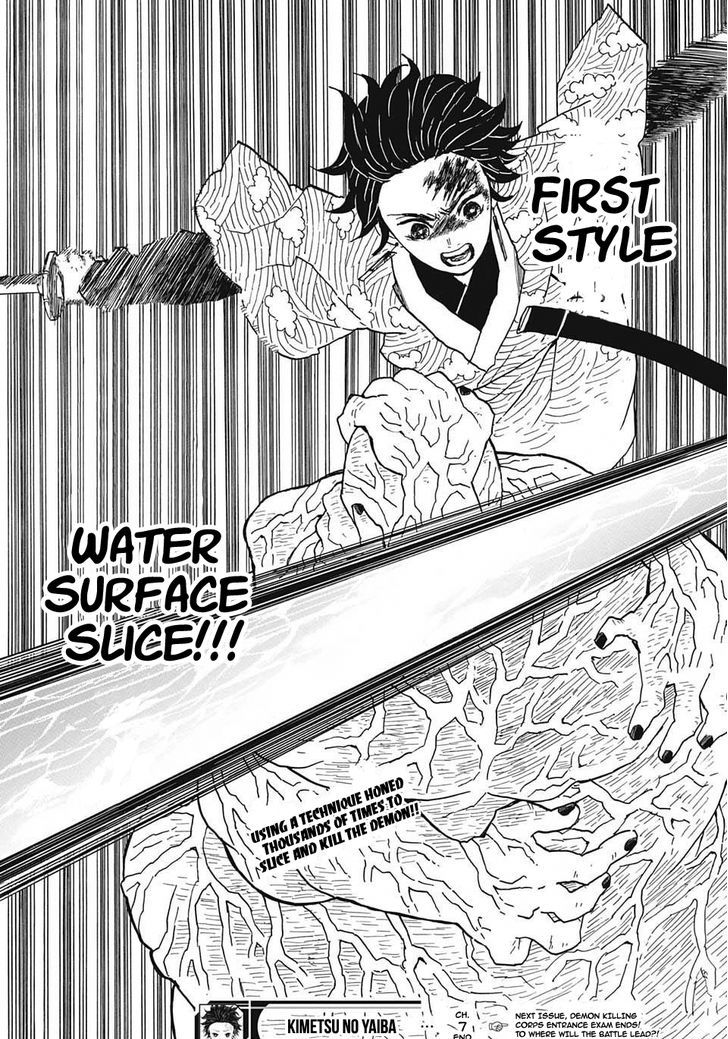 FIRST
STYLE
WATER
SURFACE
SLICE!!!
USING A TECHNIQUE HONED
THOUSANDS OF TIMES TO
SLICE AND KILL THE DEMON!!
KIMETSU NO YAIBA
...
CH.
7
END
☞ NEXT ISSUE, DEMON KILLING
CORPS ENTRANCE EXAM ENDS!
TO WHERE WILL THE BATTLE LEAD?!